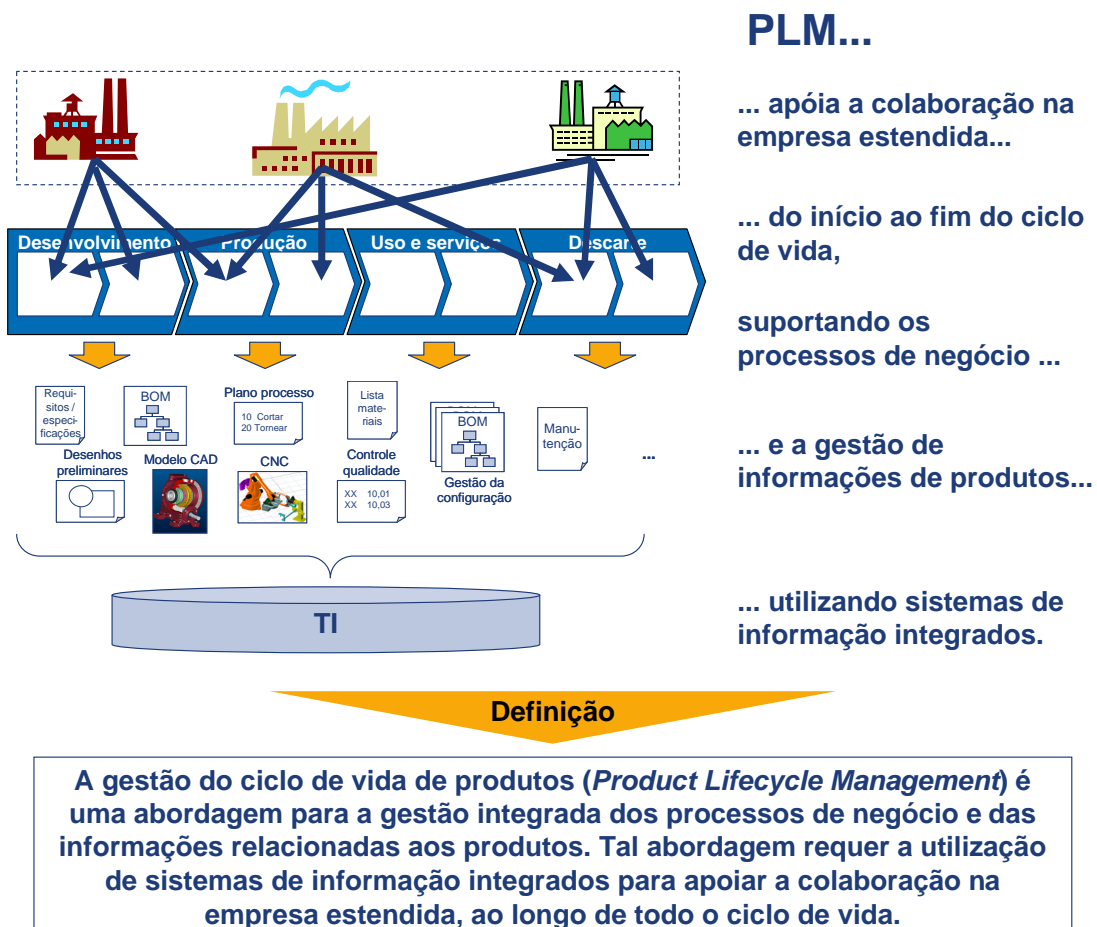 PLM...
... apóia a colaboração na
empresa estendida...
... do início ao fim do ciclo
de vida,
suportando os
processos de negócio ...
... e a gestão de
informações de produtos...
... utilizando sistemas de
informação integrados.
Desenvolvimento
Produção
Uso e serviços
Descarte
Requi-
sitos /
especi-
ficações
BOM
Plano processo
10 Cortar
20 Tornear
Lista
mate-
riais
BOM
BOM
BOM
Manu-
tenção
...
Desenhos
preliminares
Modelo CAD
CNC
Controle
qualidade
XX 10,01
XX 10,03
Gestão da
configuração
TI
Definição
A gestão do ciclo de vida de produtos (Product Lifecycle Management) é
uma abordagem para a gestão integrada dos processos de negócio e das
informações relacionadas aos produtos. Tal abordagem requer a utilização
de sistemas de informação integrados para apoiar a colaboração na
empresa estendida, ao longo de todo o ciclo de vida.